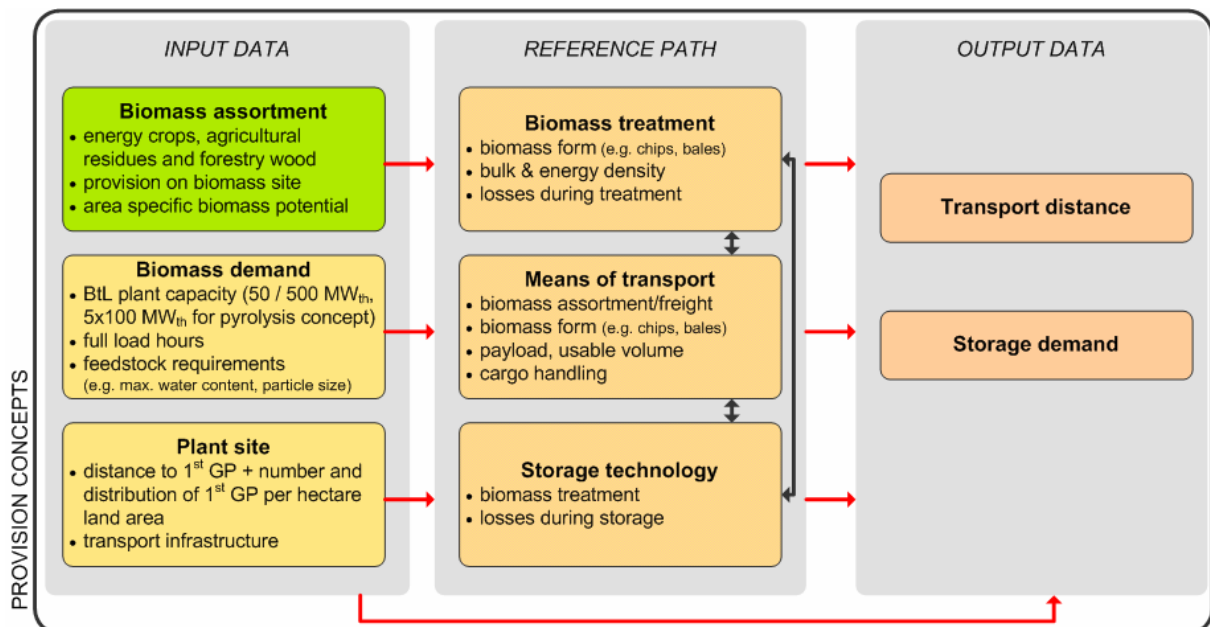 PROVISION CONCEPTS
INPUT DATA
Biomass assortment
• energy crops, agricultural
residues and forestry wood
• provision on biomass site
• area specific biomass potential
Biomass demand
• BtL plant capacity (50 / 500 MWth,
5x100 MWth for pyrolysis concept)
• full load hours
• feedstock requirements
(e.g. max. water content, particle size)
Plant site
• distance to 1st GP + number and
distribution of 1st GP per hectare
land area
• transport infrastructure
REFERENCE PATH
Biomass treatment
• biomass form (e.g. chips, bales)
• bulk & energy density
• losses during treatment
Means of transport
• biomass assortment/freight
• biomass form (e.g. chips, bales)
• payload, usable volume
• cargo handling
Storage technology
• biomass treatment
• losses during storage
OUTPUT DATA
Transport distance
Storage demand